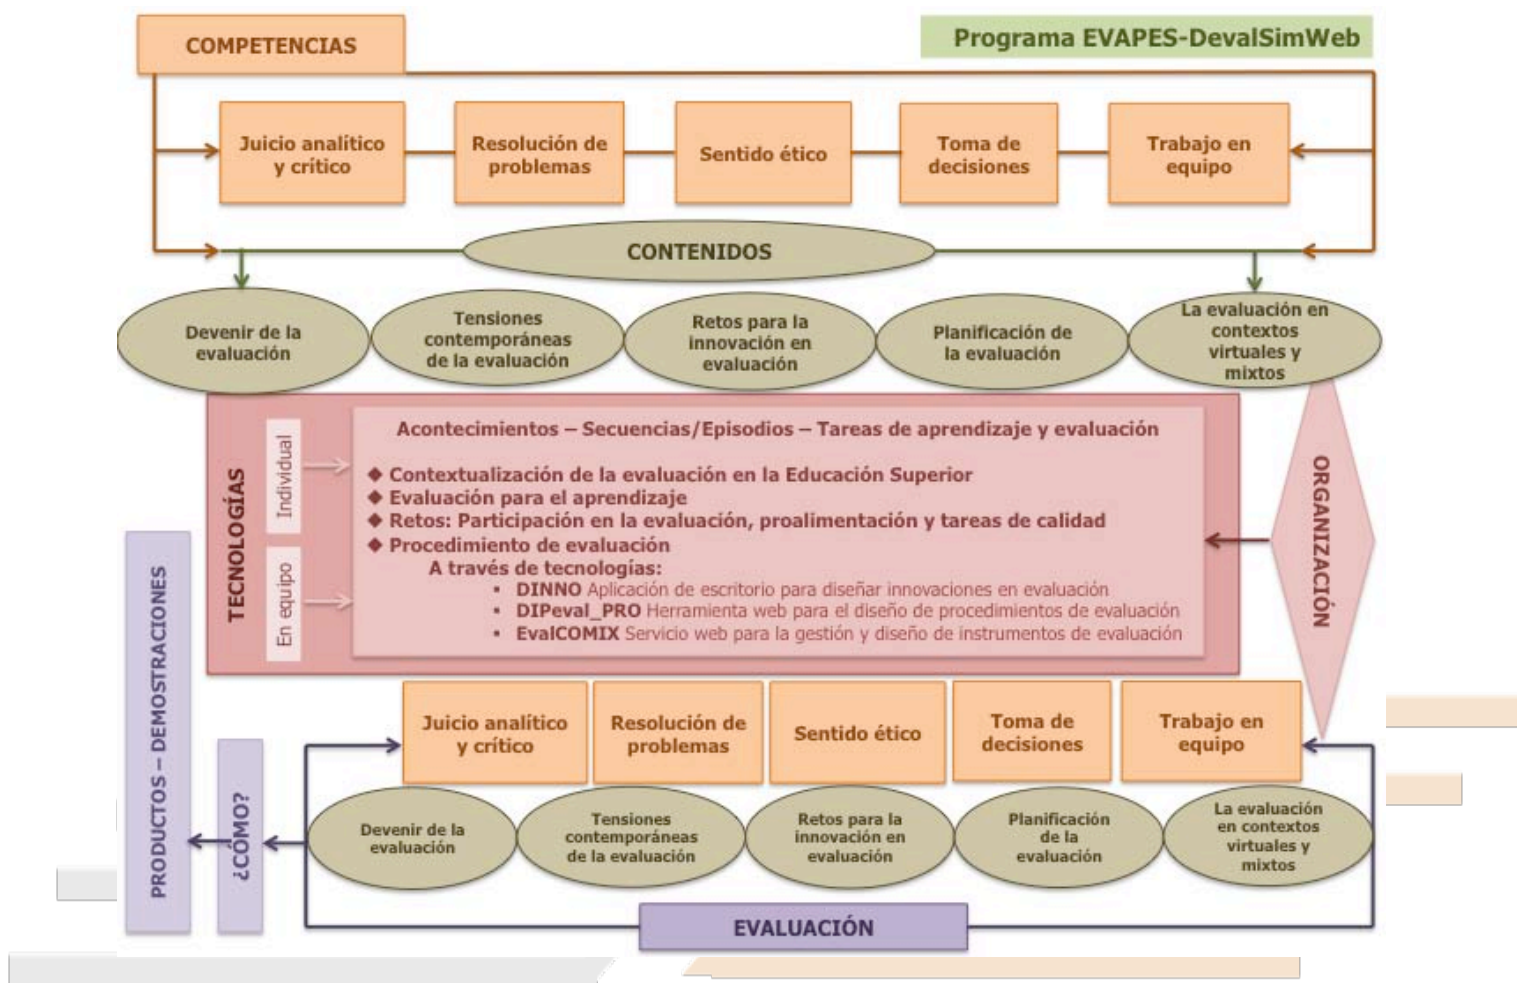 COMPETENCIAS
Programa EVAPES-DevalSimWeb
Juicio analítico
y crítico
Resolución de
problemas
Sentido ético
Toma de
decisiones
Trabajo en
equipo
CONTENIDOS
Devenir de la
evaluación
Tensiones
contemporáneas
de la evaluación
Retos para la
innovación en
evaluación
Planificación de
la evaluación
La evaluación en
contextos
virtuales y
mixtos
TECNOLOGÍAS
Individual
En equipo
Acontecimientos – Secuencias/Episodios – Tareas de aprendizaje y evaluación
❖ Contextualización de la evaluación en la Educación Superior
❖ Evaluación para el aprendizaje
❖ Retos: Participación en la evaluación, proalimentación y tareas de calidad
❖ Procedimiento de evaluación
A través de tecnologías:
▪ DINNO Aplicación de escritorio para diseñar innovaciones en evaluación
▪ DIPeval_PRO Herramienta web para el diseño de procedimientos de evaluación
▪ EvalCOMIX Servicio web para la gestión y diseño de instrumentos de evaluación
ORGANIZACIÓN
PRODUCTOS – DEMOSTRACIONES
¿CÓMO?
Juicio analítico
y crítico
Resolución de
problemas
Sentido ético
Toma de
decisiones
Trabajo en
equipo
Devenir de la
evaluación
Tensiones
contemporáneas
de la evaluación
Retos para la
innovación en
evaluación
Planificación
de la
evaluación
La evaluación
en contextos
virtuales y
mixtos
EVALUACIÓN